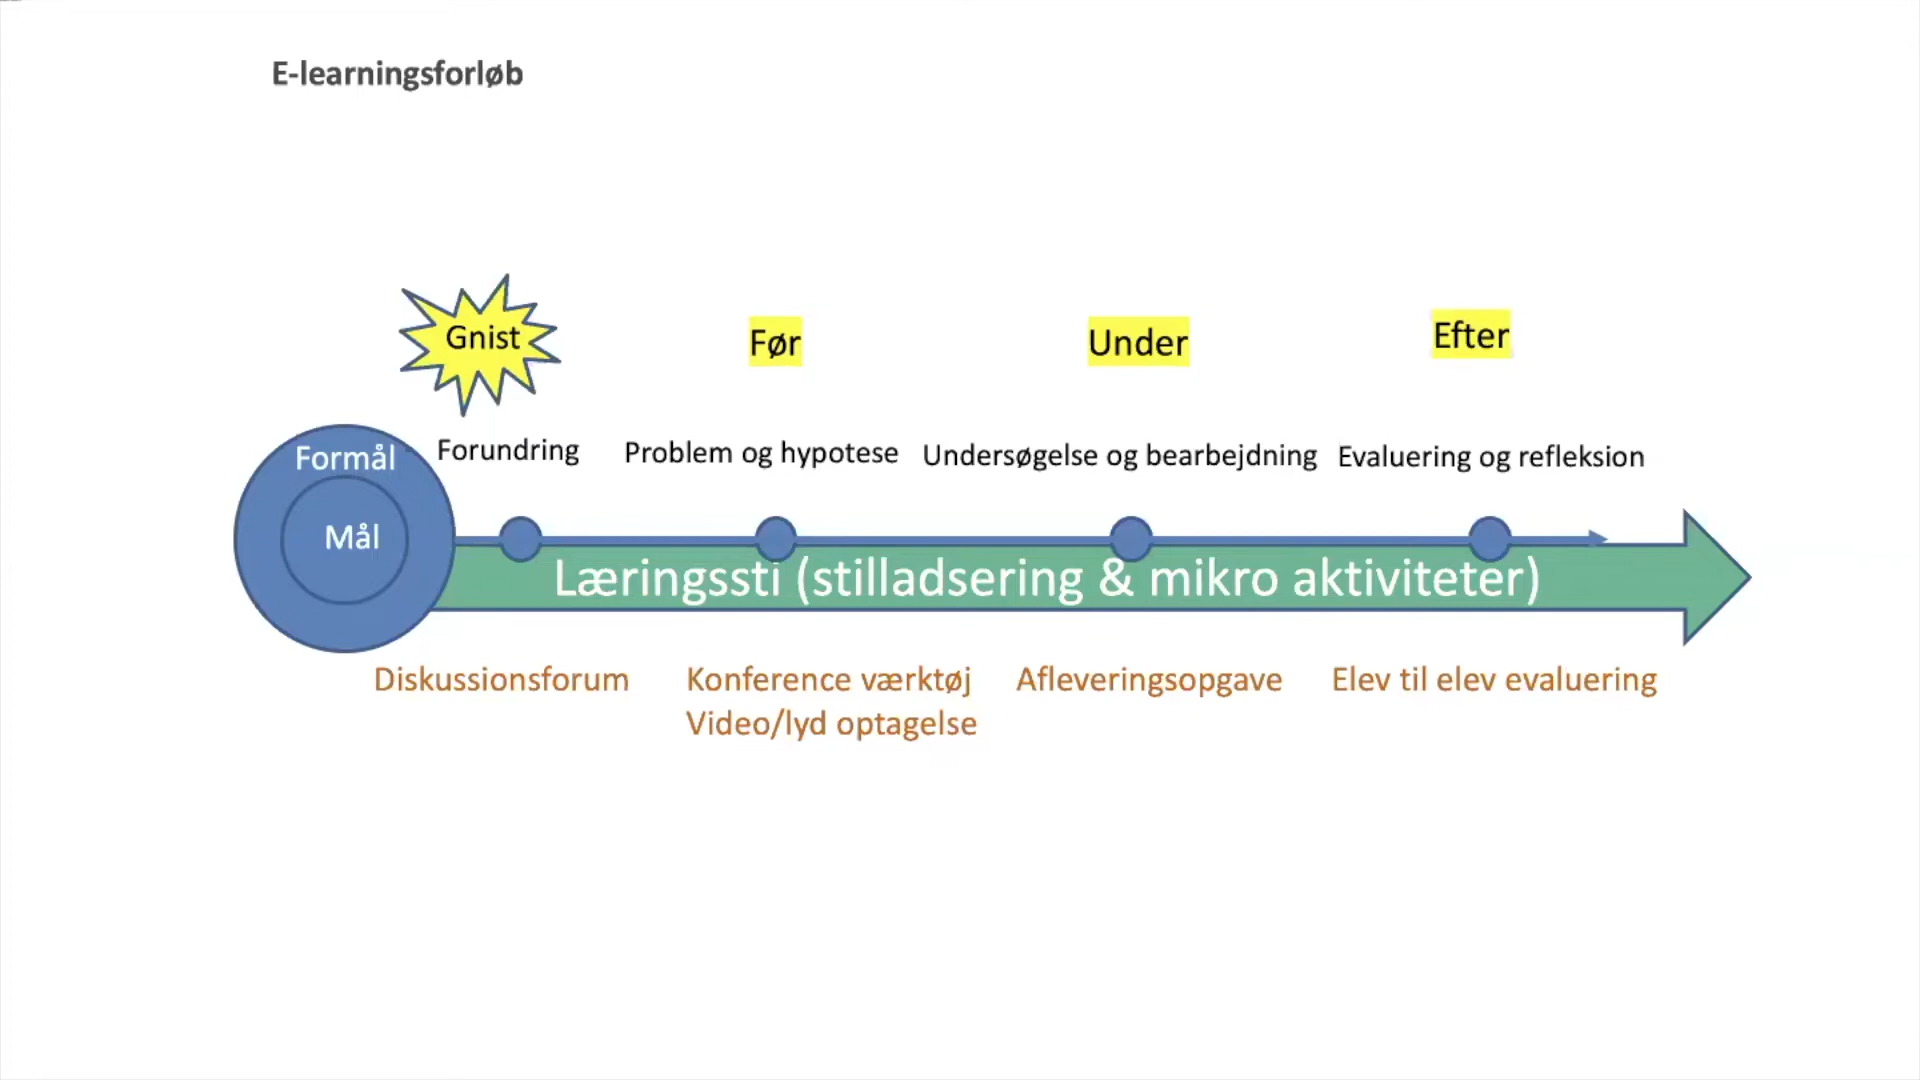 E-learningsforløb
Gnist
Før
Under
Efter
Forundring
Problem og hypotese
Undersøgelse og bearbejdning
Evaluering og refleksion
Formål
Mål
Læringssti (stilladsering & mikro aktiviteter)
Diskussionsforum
Konference værktøj
Video/lyd optagelse
Afleveringsopgave
Elev til elev evaluering